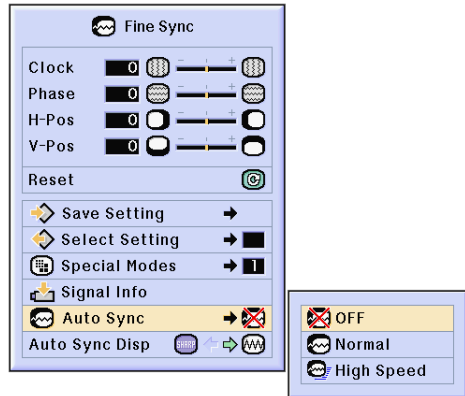 Fine Sync
Clock 0 - +
Phase 0 - +
H-Pos 0 - +
V-Pos 0 - +
Reset
Save Setting
Select Setting
Special Modes 1
Signal Info
Auto Sync
Auto Sync Disp SHARP
OFF
Normal
High Speed